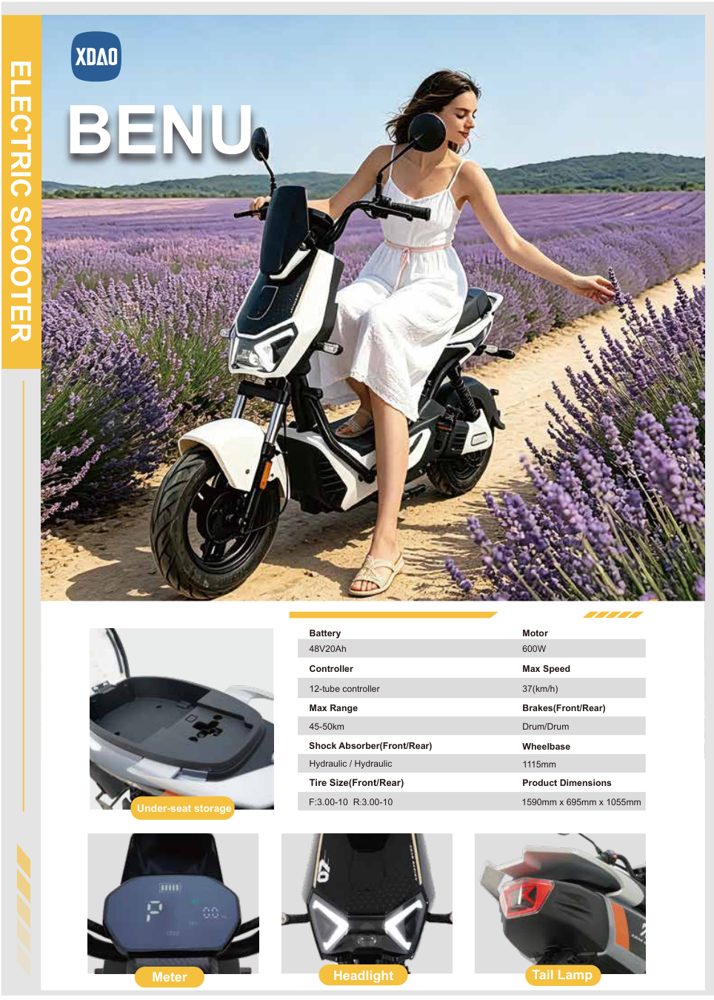 ELECTRIC SCOOTER
XDAO
BENU
Battery
Motor
48V20Ah
600W
Controller
Max Speed
12-tube controller
37(km/h)
Max Range
Brakes(Front/Rear)
45-50km
Drum/Drum
Shock Absorber(Front/Rear)
Wheelbase
Hydraulic / Hydraulic
1115mm
Tire Size(Front/Rear)
Product Dimensions
F:3.00-10 R:3.00-10
1590mm x 695mm x 1055mm
Under-seat storage
P
0.0
Meter
Headlight
Tail Lamp